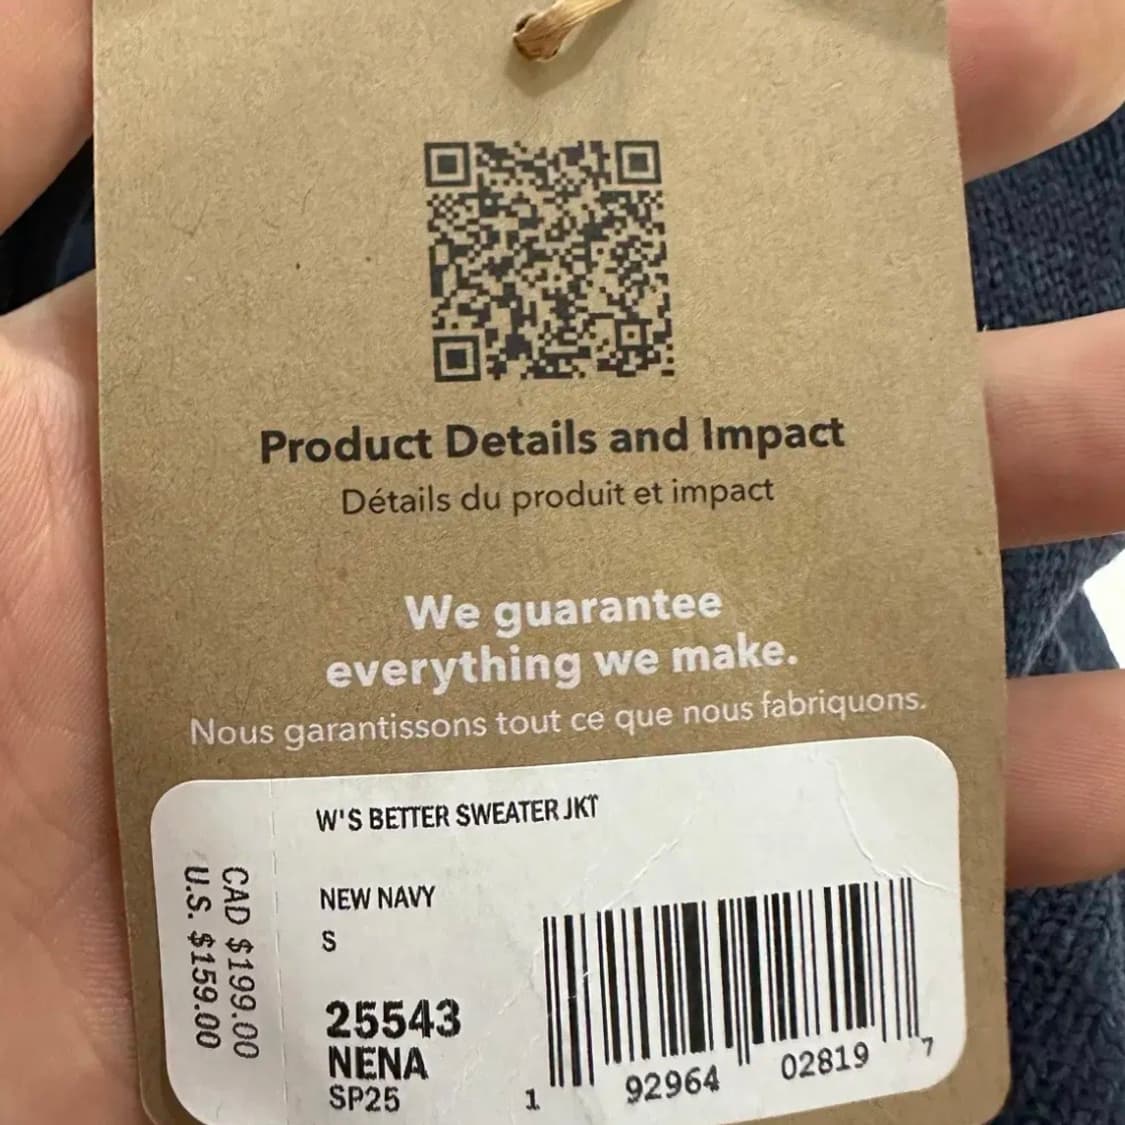 Product Details and Impact
Détails du produit et impact
We guarantee
everything we make.
Nous garantissons tout ce que nous fabriquons.
W'S BETTER SWEATER JKT
NEW NAVY
S
25543
NENA
SP25
CAD $199.00
U.S. $159.00
1 92964 02819 7